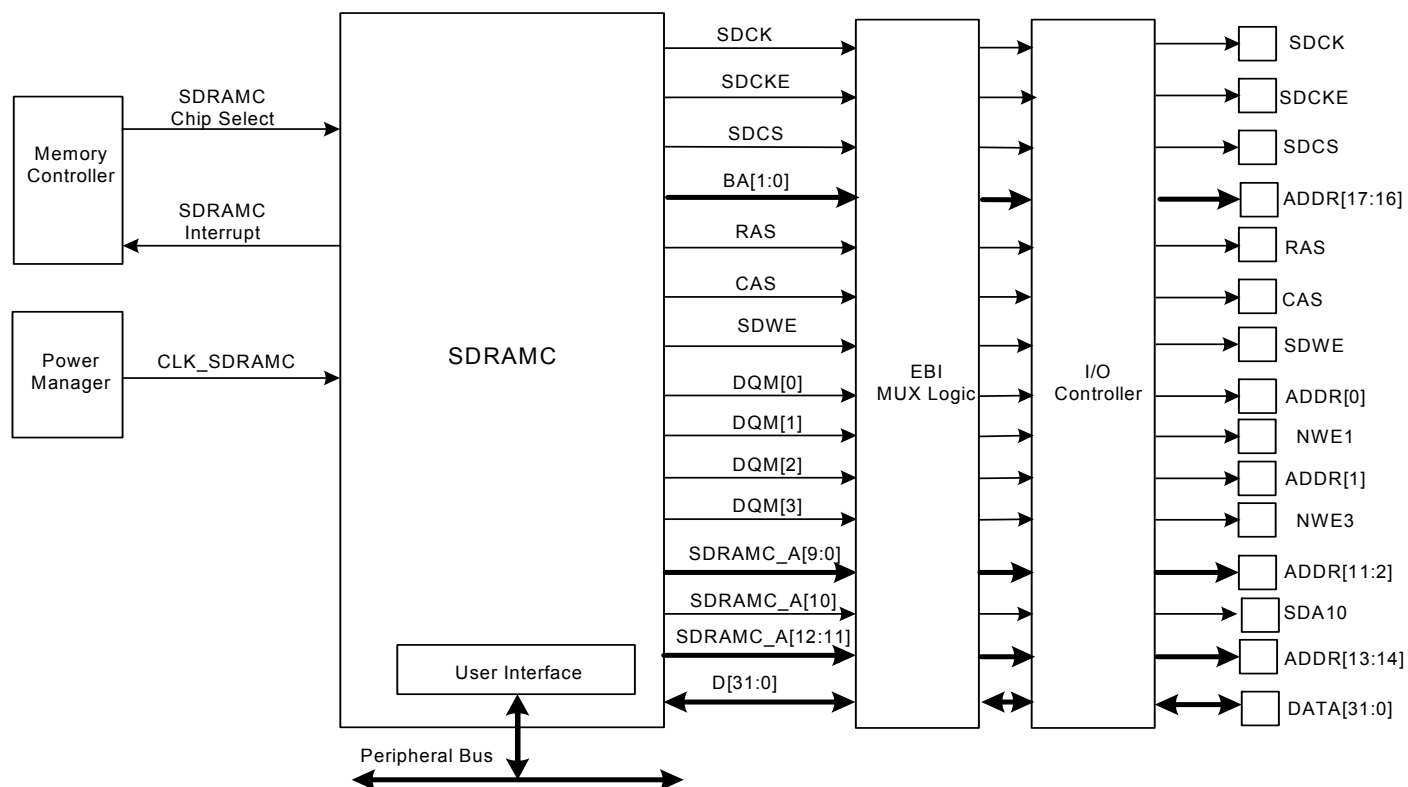 SDRAMC
Chip Select
Memory
Controller
SDRAMC
Interrupt
Power
Manager
CLK_SDRAMC
SDRAMC
User Interface
Peripheral Bus
SDCK
SDCKE
SDCS
BA[1:0]
RAS
CAS
SDWE
DQM[0]
DQM[1]
DQM[2]
DQM[3]
SDRAMC_A[9:0]
SDRAMC_A[10]
SDRAMC_A[12:11]
D[31:0]
EBI
MUX Logic
I/O
Controller
SDCK
SDCKE
SDCS
ADDR[17:16]
RAS
CAS
SDWE
ADDR[0]
NWE1
ADDR[1]
NWE3
ADDR[11:2]
SDA10
ADDR[13:14]
DATA[31:0]